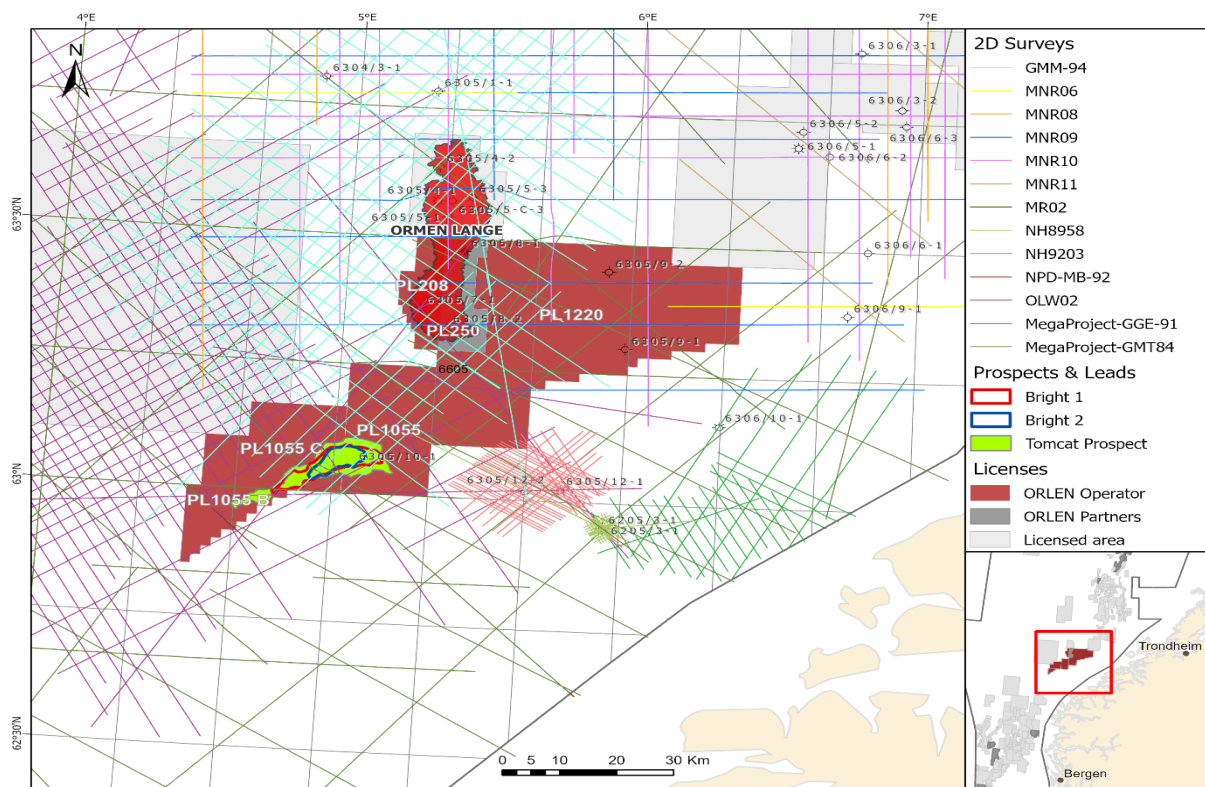 4°E
5°E
6°E
7°E
N
63°30'N
63°N
62°30'N
6304/3-1
6305/1-1
6306/3-1
6306/3-2
6306/5-2
6306/6-3
6306/5-1
6306/6-2
6305/4-2
6305/4-1
6305/5-3
6305/5-C-3
6305/5-1
ORMEN LANGE
6305/8-1
6306/6-1
6305/9-2
PL208
6305/7-1
PL1220
6306/9-1
PL250
6305/8-2
6305/9-1
6605
6306/10-1
PL1055
PL1055 C
6305/10-1
PL1055 B
6305/12-2
6305/12-1
6205/3-1
6205/3-1
0 5 10 20 30 Km
2D Surveys
GMM-94
MNR06
MNR08
MNR09
MNR10
MNR11
MR02
NH8958
NH9203
NPD-MB-92
OLW02
MegaProject-GGE-91
MegaProject-GMT84
Prospects & Leads
Bright 1
Bright 2
Tomcat Prospect
Licenses
ORLEN Operator
ORLEN Partners
Licensed area
Trondheim
Bergen